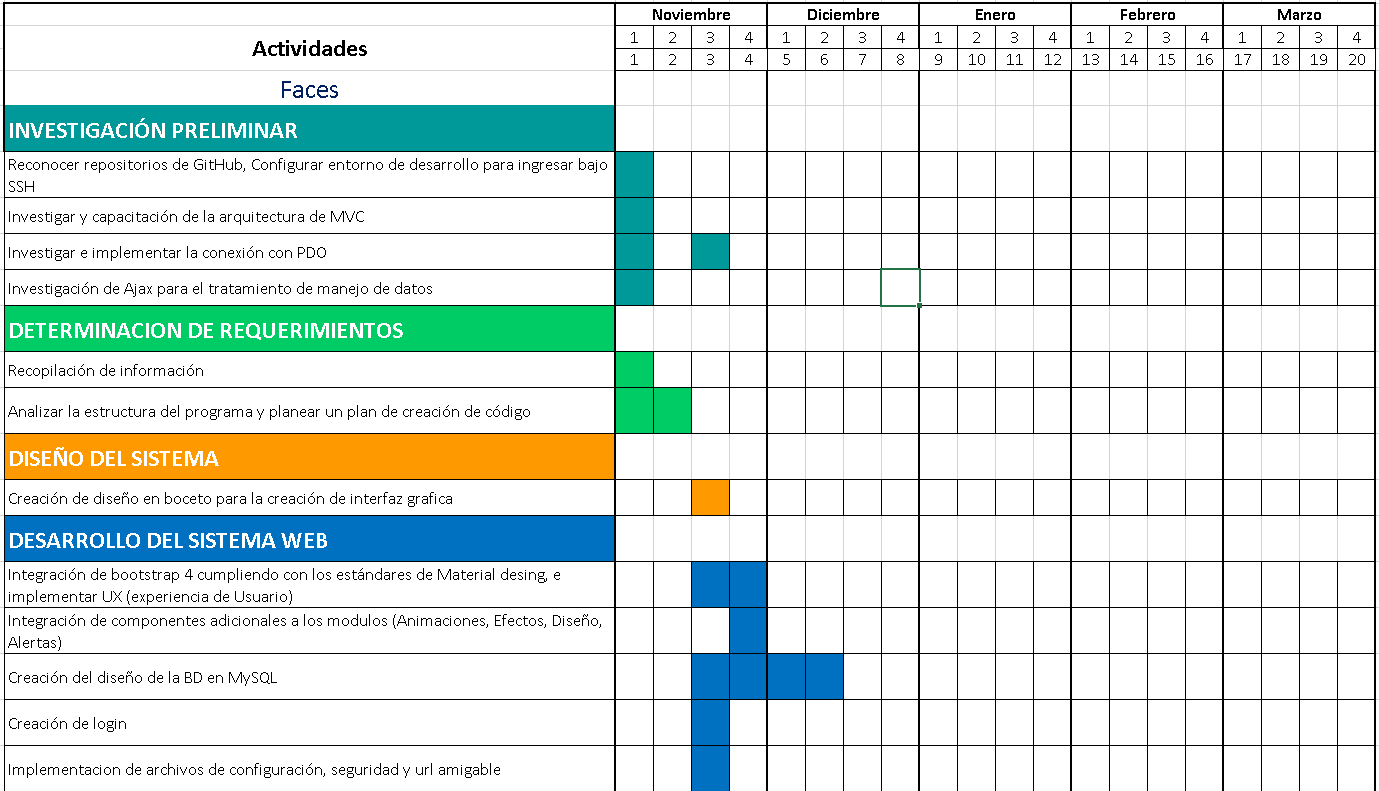 Noviembre Diciembre Enero Febrero Marzo
Actividades
1 2 3 4 1 2 3 4 1 2 3 4 1 2 3 4 1 2 3 4
1 2 3 4 5 6 7 8 9 10 11 12 13 14 15 16 17 18 19 20
Faces
INVESTIGACIÓN PRELIMINAR
Reconocer repositorios de GitHub, Configurar entorno de desarrollo para ingresar bajo
SSH
Investigar y capacitación de la arquitectura de MVC
Investigar e implementar la conexión con PDO
Investigación de Ajax para el tratamiento de manejo de datos
DETERMINACION DE REQUERIMIENTOS
Recopilación de información
Analizar la estructura del programa y planear un plan de creación de código
DISEÑO DEL SISTEMA
Creación de diseño en boceto para la creación de interfaz grafica
DESARROLLO DEL SISTEMA WEB
Integración de bootstrap 4 cumpliendo con los estándares de Material desing, e
implementar UX (experiencia de Usuario)
Integración de componentes adicionales a los modulos (Animaciones, Efectos, Diseño,
Alertas)
Creación del diseño de la BD en MySQL
Creación de login
Implementacion de archivos de configuración, seguridad y url amigable